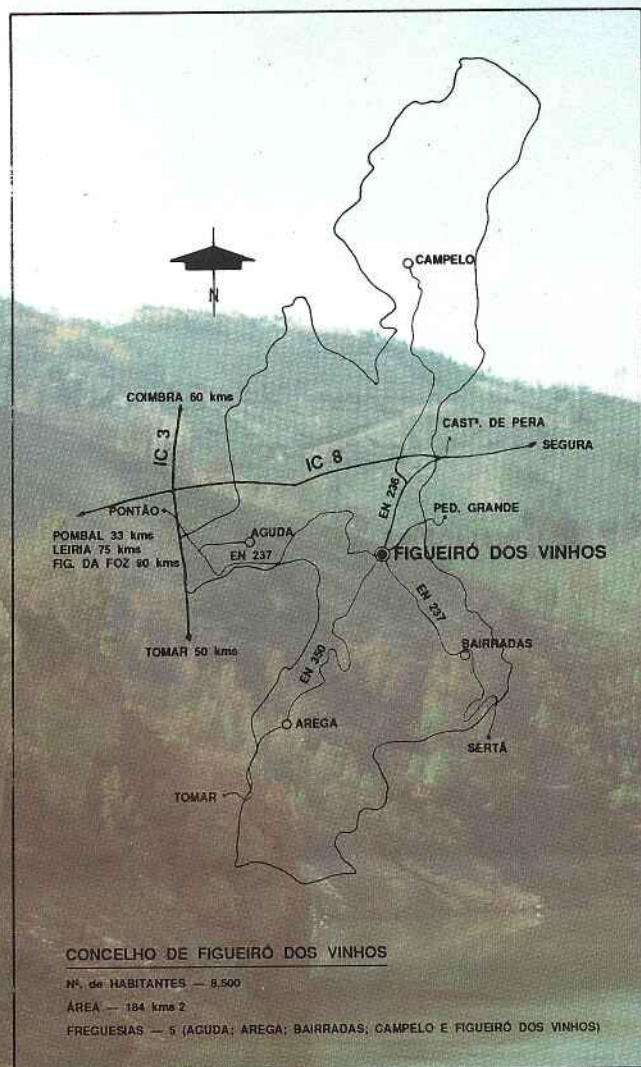 CAMPELO
N
COIMBRA 60 kms
CASTª. DE PERA
IC 3
SEGURA
IC 8
EN 236
PONTÃO
PED. GRANDE
POMBAL 33 kms
LEIRIA 75 kms
FIG. DA FOZ 90 kms
AGUDA
EN 237
FIGUEIRÓ DOS VINHOS
EN 237
TOMAR 50 kms
BAIRRADAS
EN 350
AREGA
SERTÃ
TOMAR
CONCELHO DE FIGUEIRÓ DOS VINHOS
Nº. de HABITANTES — 8.500
ÁREA — 184 kms 2
FREGUESIAS — 5 (AGUDA; AREGA; BAIRRADAS; CAMPELO E FIGUEIRÓ DOS VINHOS)